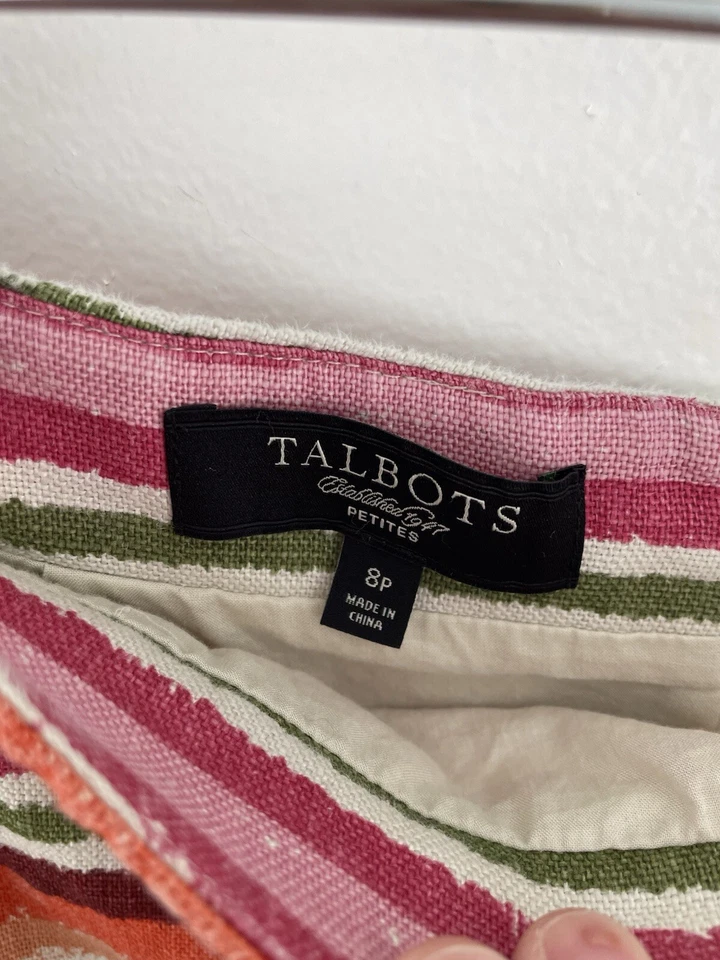 TALBOTS
Established 1947
PETITES
8P
MADE IN
CHINA